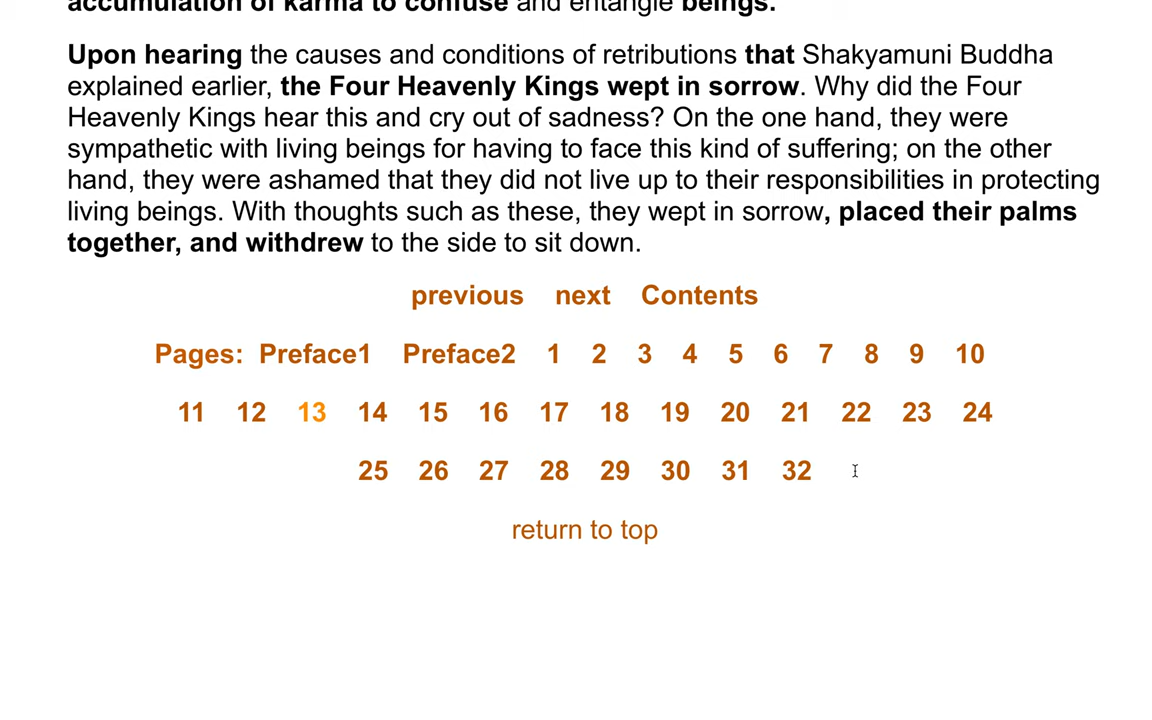 accumulation of karma to confuse and entangle beings.
Upon hearing the causes and conditions of retributions that Shakyamuni Buddha
explained earlier, the Four Heavenly Kings wept in sorrow. Why did the Four
Heavenly Kings hear this and cry out of sadness? On the one hand, they were
sympathetic with living beings for having to face this kind of suffering; on the other
hand, they were ashamed that they did not live up to their responsibilities in protecting
living beings. With thoughts such as these, they wept in sorrow, placed their palms
together, and withdrew to the side to sit down.
previous next Contents
Pages: Preface1 Preface2 1 2 3 4 5 6 7 8 9 10
11 12 13 14 15 16 17 18 19 20 21 22 23 24
25 26 27 28 29 30 31 32
return to top